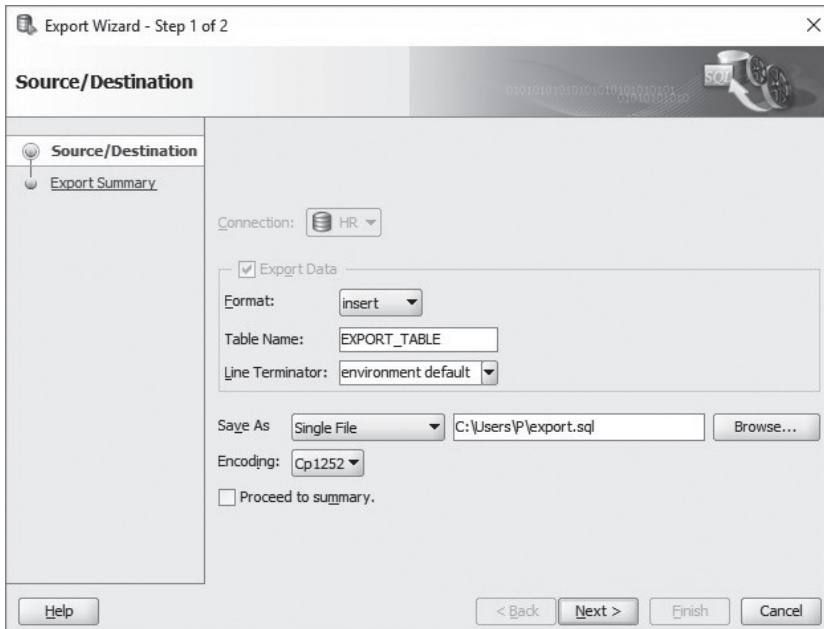 Export Wizard - Step 1 of 2
Source/Destination
SQL
Source/Destination
Export Summary
Connection: HR
Export Data
Format: insert
Table Name: EXPORT_TABLE
Line Terminator: environment default
Save As Single File C:\Users\P\export.sql Browse...
Encoding: Cp1252
Proceed to summary.
Help < Back Next > Finish Cancel